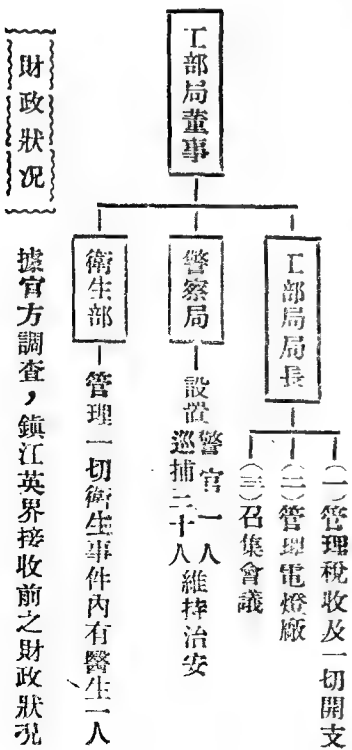 工部局董事
工部局局長
(一)管理稅收及一切開支
(二)管理電燈廠
(三)召集會議
警察局
設置警官一人
巡捕二十人
維持治安
衛生部
管理一切衛生事件內有醫生一人
財政狀况
據官方調查，鎭江英界接收前之財政狀況